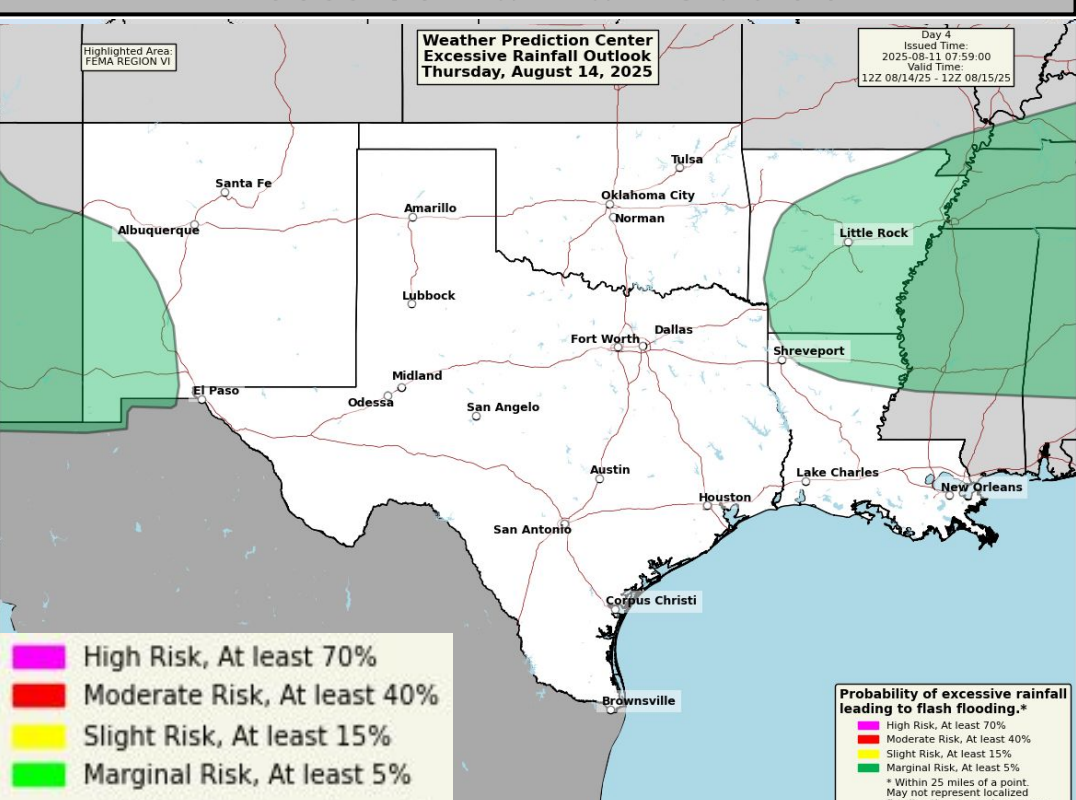 Highlighted Area:
FEMA REGION VI
Weather Prediction Center
Excessive Rainfall Outlook
Thursday, August 14, 2025
Day 4
Issued Time:
2025-08-11 07:59:00
Valid Time:
12Z 08/14/25 - 12Z 08/15/25
Tulsa
Santa Fe
Oklahoma City
Amarillo
Norman
Albuquerque
Little Rock
Lubbock
Dallas
Fort Worth
Shreveport
Midland
El Paso
Odessa
San Angelo
Austin
Lake Charles
New Orleans
Houston
San Antonio
Corpus Christi
Brownsville
High Risk, At least 70%
Moderate Risk, At least 40%
Slight Risk, At least 15%
Marginal Risk, At least 5%
Probability of excessive rainfall
leading to flash flooding.*
High Risk, At least 70%
Moderate Risk, At least 40%
Slight Risk, At least 15%
Marginal Risk, At least 5%
* Within 25 miles of a point.
May not represent localized